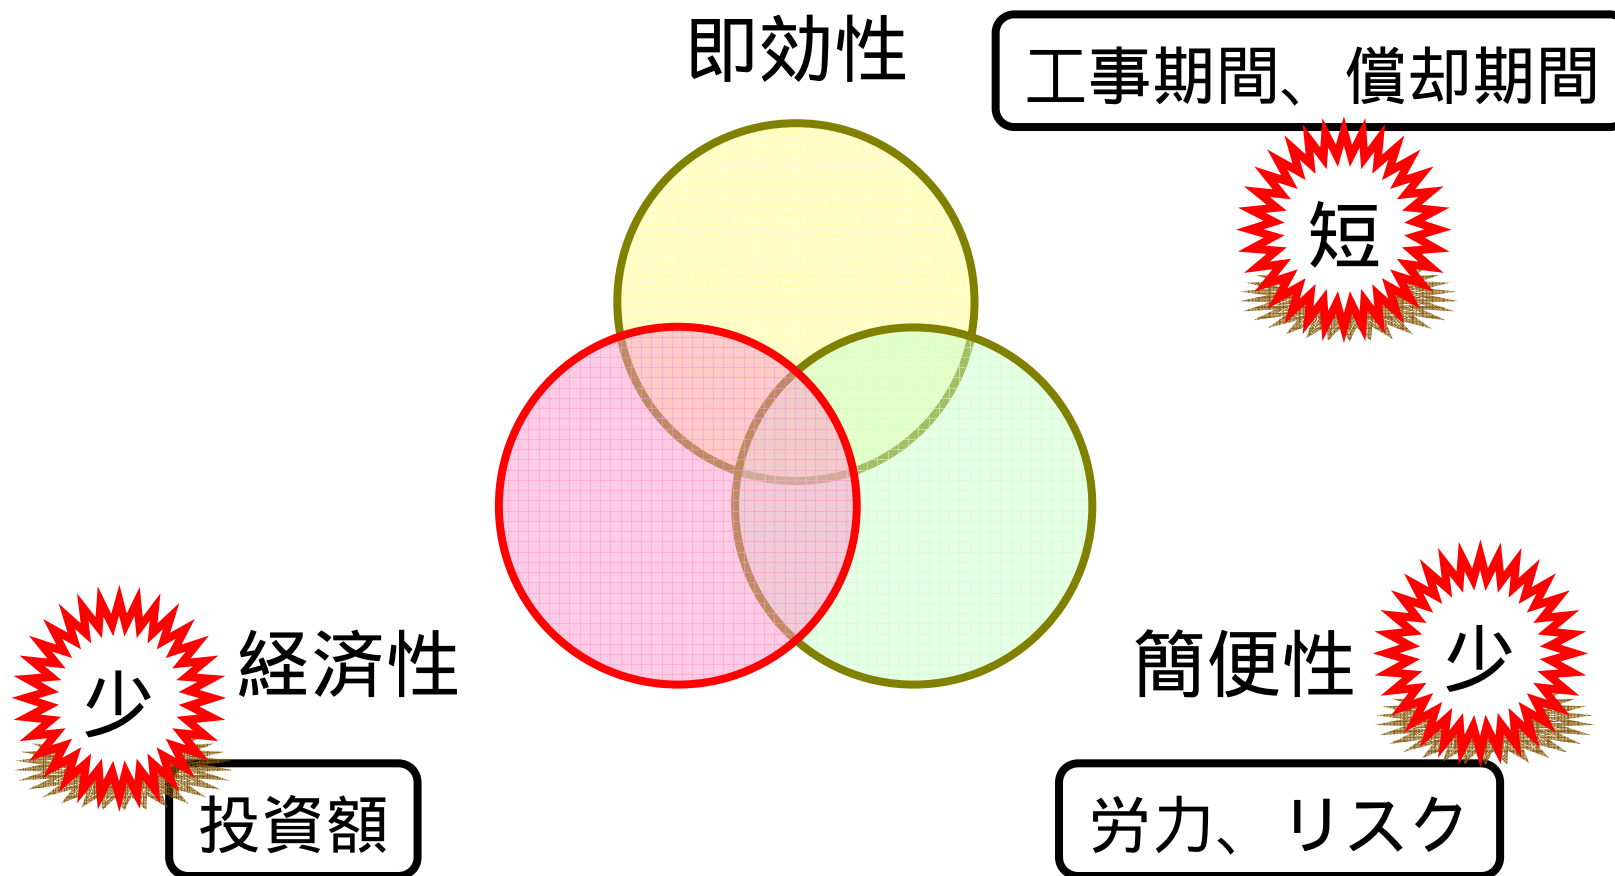 即効性
工事期間、償却期間
短
経済性
少
投資額
簡便性
少
労力、リスク